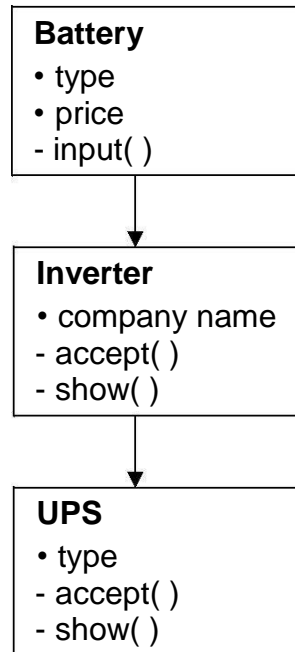 Battery
• type
• price
- input( )
Inverter
• company name
- accept( )
- show( )
UPS
• type
- accept( )
- show( )